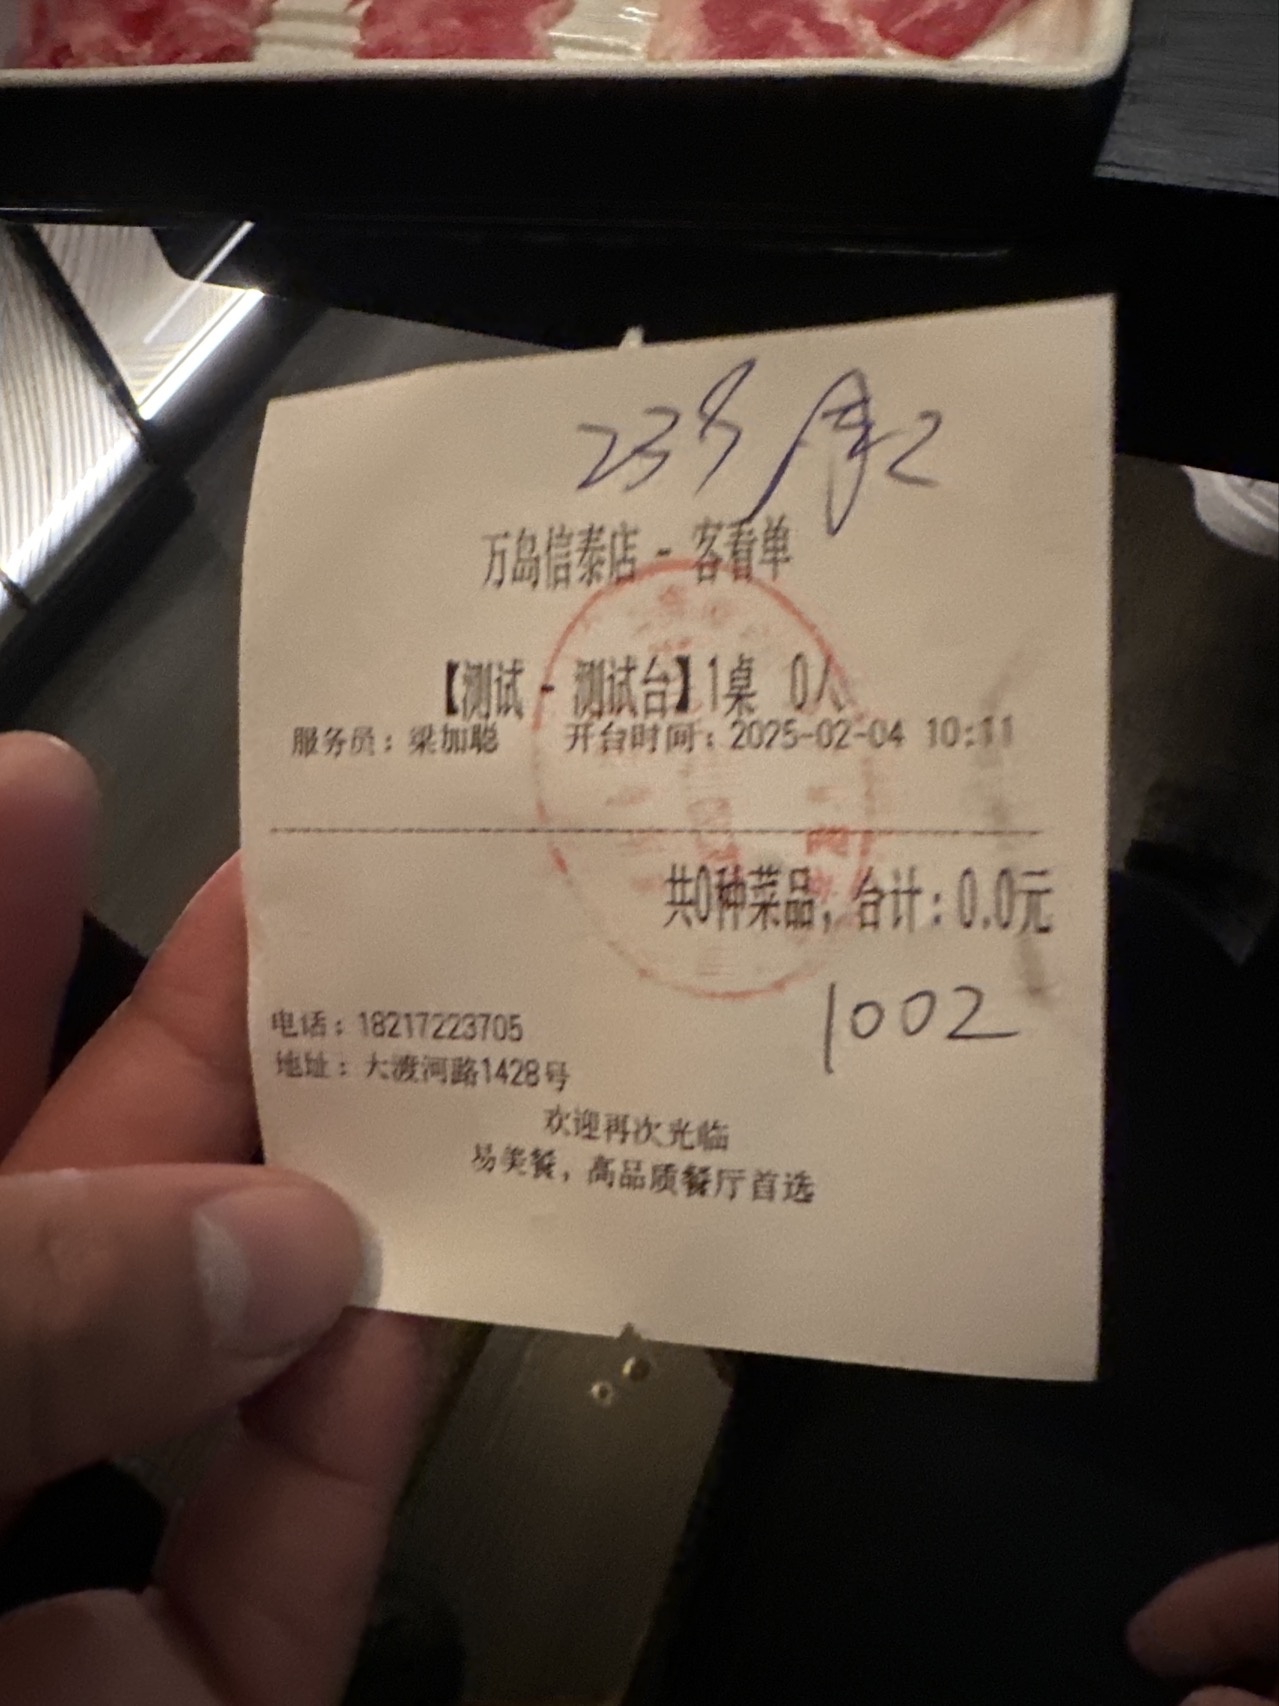 万岛信泰店 - 客看单
【测试 - 测试台】1桌 0人
服务员：梁加聪 开台时间：2025-02-04 10:11
共0种菜品，合计：0.0元
1002
电话：18217223705
地址：大渡河路1428号
欢迎再次光临
易美餐，高品质餐厅首选